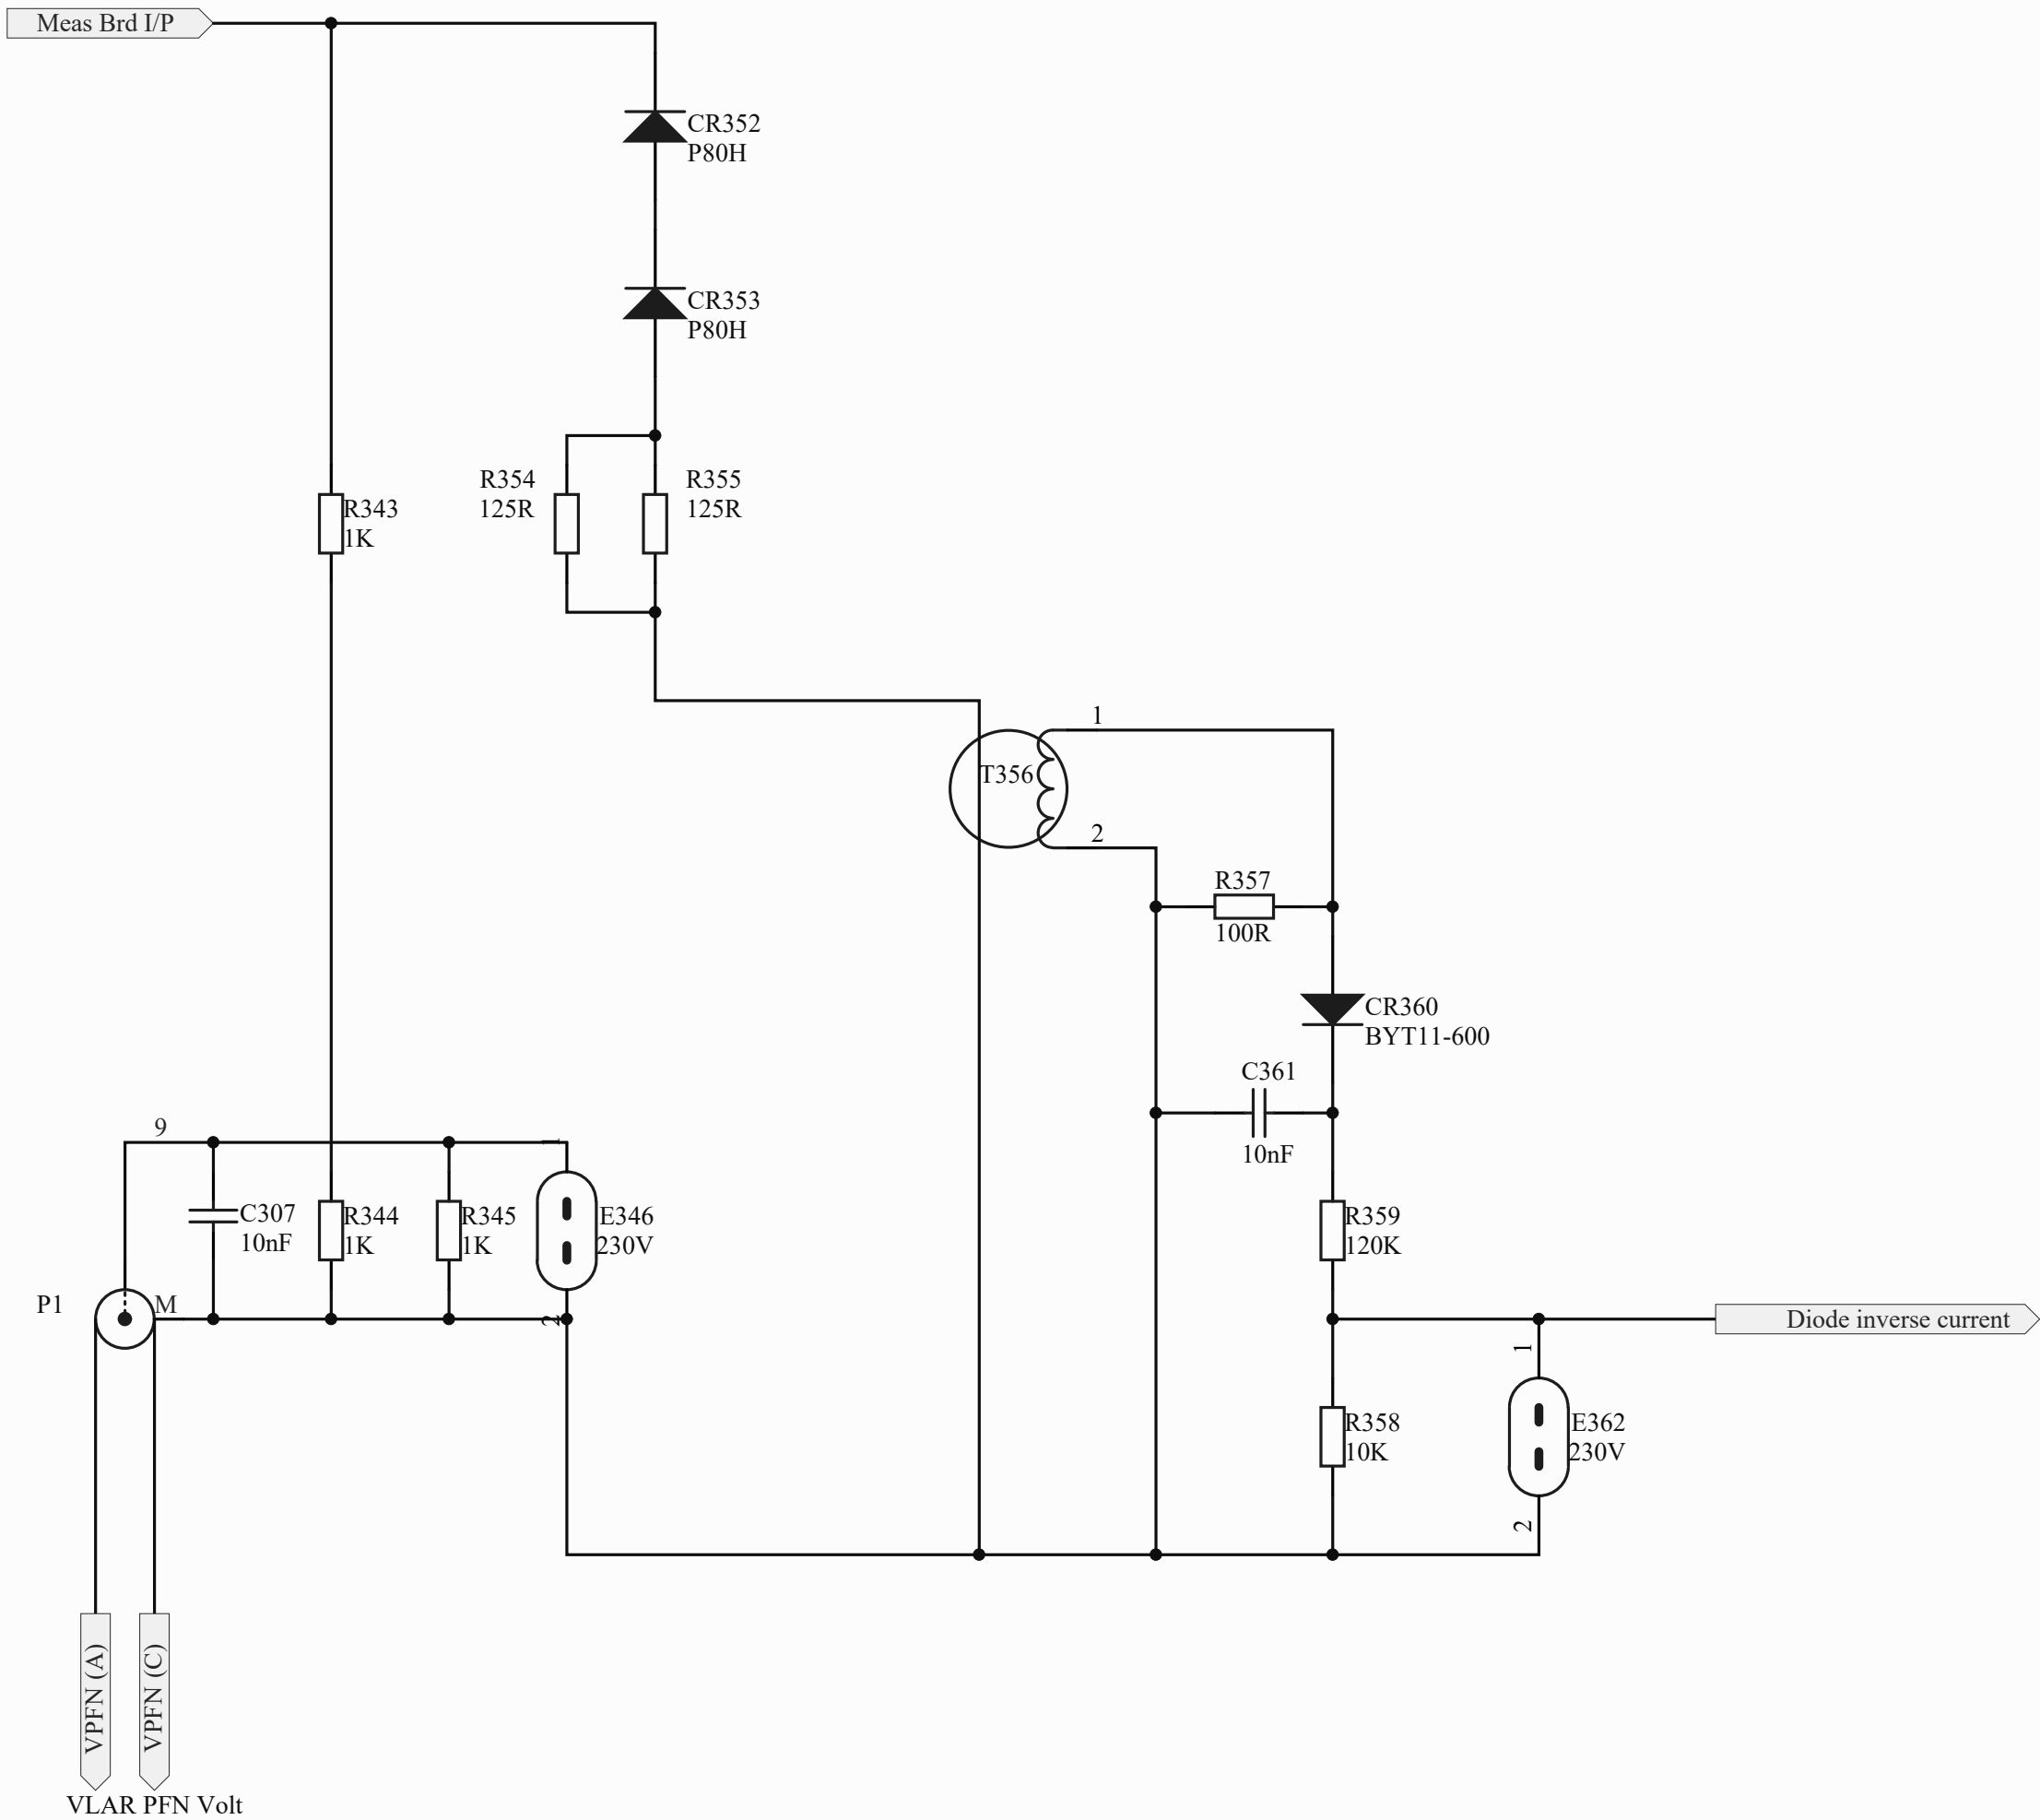 Meas Brd I/P
CR352
P80H
CR353
P80H
R354
125R
R355
125R
R343
1K
1
T356
2
R357
100R
CR360
BYT11-600
C361
10nF
9
1
C307
10nF
R344
1K
R345
1K
E346
230V
R359
120K
P1
M
2
Diode inverse current
1
R358
10K
E362
230V
2
VPFN (A)
VPFN (C)
VLAR PFN Volt